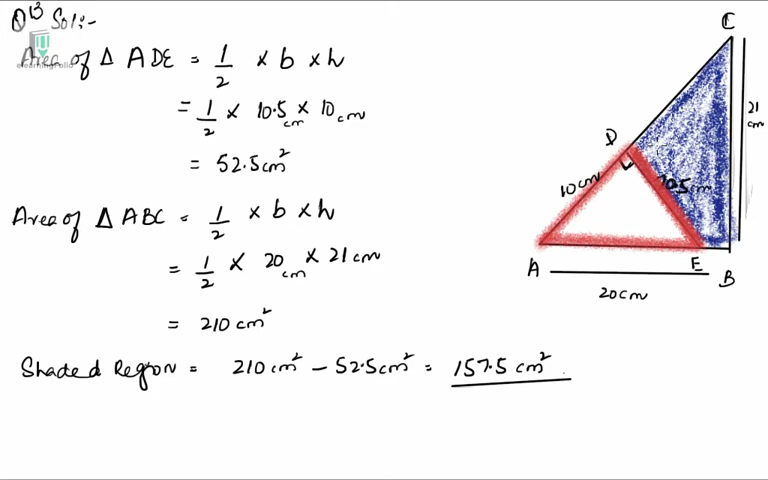 Q13 Sol:-
elearningfolio
Area of Δ ADE = 1/2 × b × h
= 1/2 × 10.5 cm × 10 cm
= 52.5 cm²
Area of Δ ABC = 1/2 × b × h
= 1/2 × 20 cm × 21 cm
= 210 cm²
Shaded Region = 210 cm² – 52.5 cm² = 157.5 cm²
C
21 cm
D
10cm
10.5cm
A
E
B
20cm